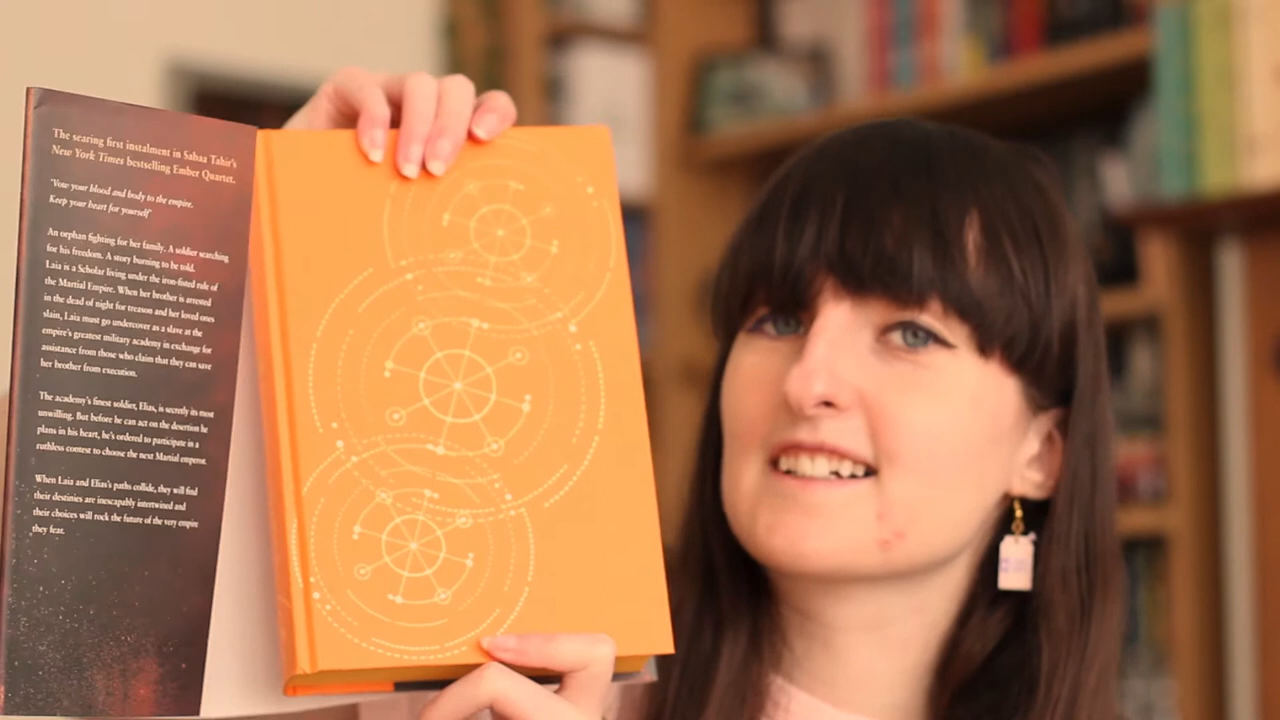 The searing first instalment in Sabaa Tahir's
New York Times bestselling Ember Quartet.
'Vow your blood and body to the empire.
Keep your heart for yourself'
An orphan fighting for her family. A soldier searching
for his freedom. A story burning to be told.
Laia is a Scholar living under the iron-fisted rule of
the Martial Empire. When her brother is arrested
in the dead of night for treason and her loved ones
slain, Laia must go undercover as a slave at the
empire's greatest military academy in exchange for
assistance from those who claim that they can save
her brother from execution.
The academy's finest soldier, Elias, is secretly its most
unwilling. But before he can act on the desertion he
plans in his heart, he's ordered to participate in a
ruthless contest to choose the next Martial emperor.
When Laia and Elias's paths collide, they will find
their destinies are inescapably intertwined and
their choices will rock the future of the very empire
they fear.